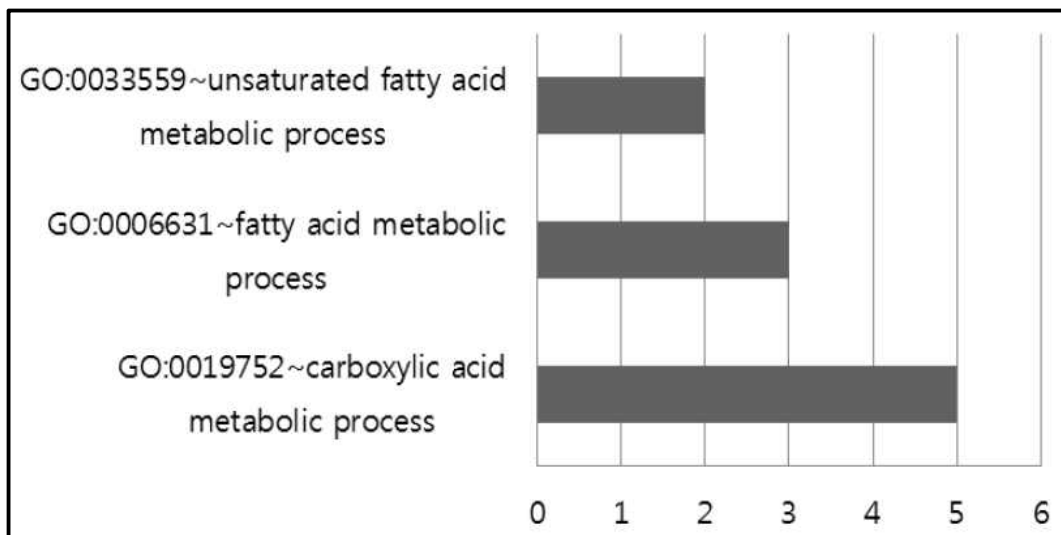 GO:0033559~unsaturated fatty acid
metabolic process
GO:0006631~fatty acid metabolic
process
GO:0019752~carboxylic acid
metabolic process
0 1 2 3 4 5 6